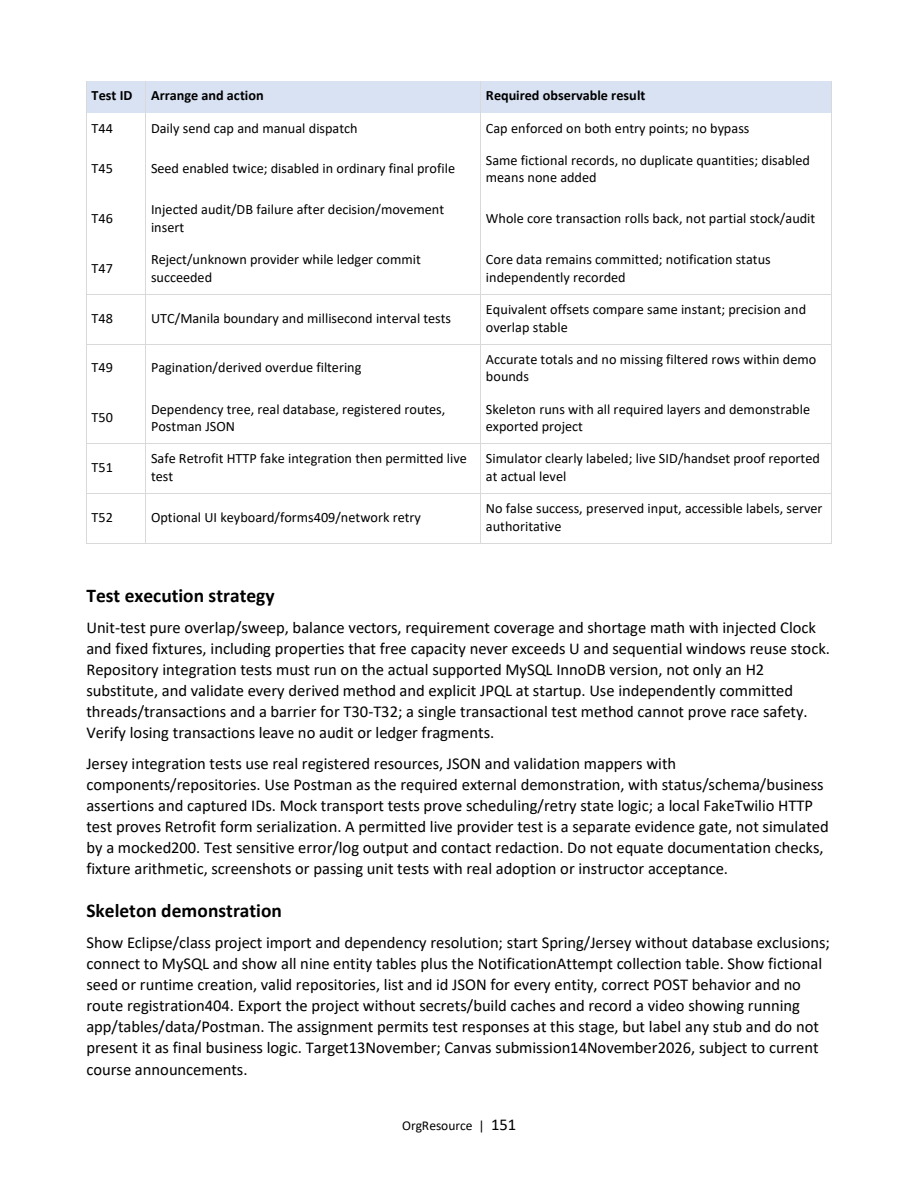 Test ID Arrange and action Required observable result
T44 Daily send cap and manual dispatch Cap enforced on both entry points; no bypass
T45 Seed enabled twice; disabled in ordinary final profile Same fictional records, no duplicate quantities; disabled
means none added
T46 Injected audit/DB failure after decision/movement
insert Whole core transaction rolls back, not partial stock/audit
T47 Reject/unknown provider while ledger commit
succeeded Core data remains committed; notification status
independently recorded
T48 UTC/Manila boundary and millisecond interval tests Equivalent offsets compare same instant; precision and
overlap stable
T49 Pagination/derived overdue filtering Accurate totals and no missing filtered rows within demo
bounds
T50 Dependency tree, real database, registered routes,
Postman JSON Skeleton runs with all required layers and demonstrable
exported project
T51 Safe Retrofit HTTP fake integration then permitted live
test Simulator clearly labeled; live SID/handset proof reported
at actual level
T52 Optional UI keyboard/forms409/network retry No false success, preserved input, accessible labels, server
authoritative
Test execution strategy
Unit-test pure overlap/sweep, balance vectors, requirement coverage and shortage math with injected Clock
and fixed fixtures, including properties that free capacity never exceeds U and sequential windows reuse stock.
Repository integration tests must run on the actual supported MySQL InnoDB version, not only an H2
substitute, and validate every derived method and explicit JPQL at startup. Use independently committed
threads/transactions and a barrier for T30-T32; a single transactional test method cannot prove race safety.
Verify losing transactions leave no audit or ledger fragments.
Jersey integration tests use real registered resources, JSON and validation mappers with
components/repositories. Use Postman as the required external demonstration, with status/schema/business
assertions and captured IDs. Mock transport tests prove scheduling/retry state logic; a local FakeTwilio HTTP
test proves Retrofit form serialization. A permitted live provider test is a separate evidence gate, not simulated
by a mocked200. Test sensitive error/log output and contact redaction. Do not equate documentation checks,
fixture arithmetic, screenshots or passing unit tests with real adoption or instructor acceptance.
Skeleton demonstration
Show Eclipse/class project import and dependency resolution; start Spring/Jersey without database exclusions;
connect to MySQL and show all nine entity tables plus the NotificationAttempt collection table. Show fictional
seed or runtime creation, valid repositories, list and id JSON for every entity, correct POST behavior and no
route registration404. Export the project without secrets/build caches and record a video showing running
app/tables/data/Postman. The assignment permits test responses at this stage, but label any stub and do not
present it as final business logic. Target13November; Canvas submission14November2026, subject to current
course announcements.
OrgResource | 151